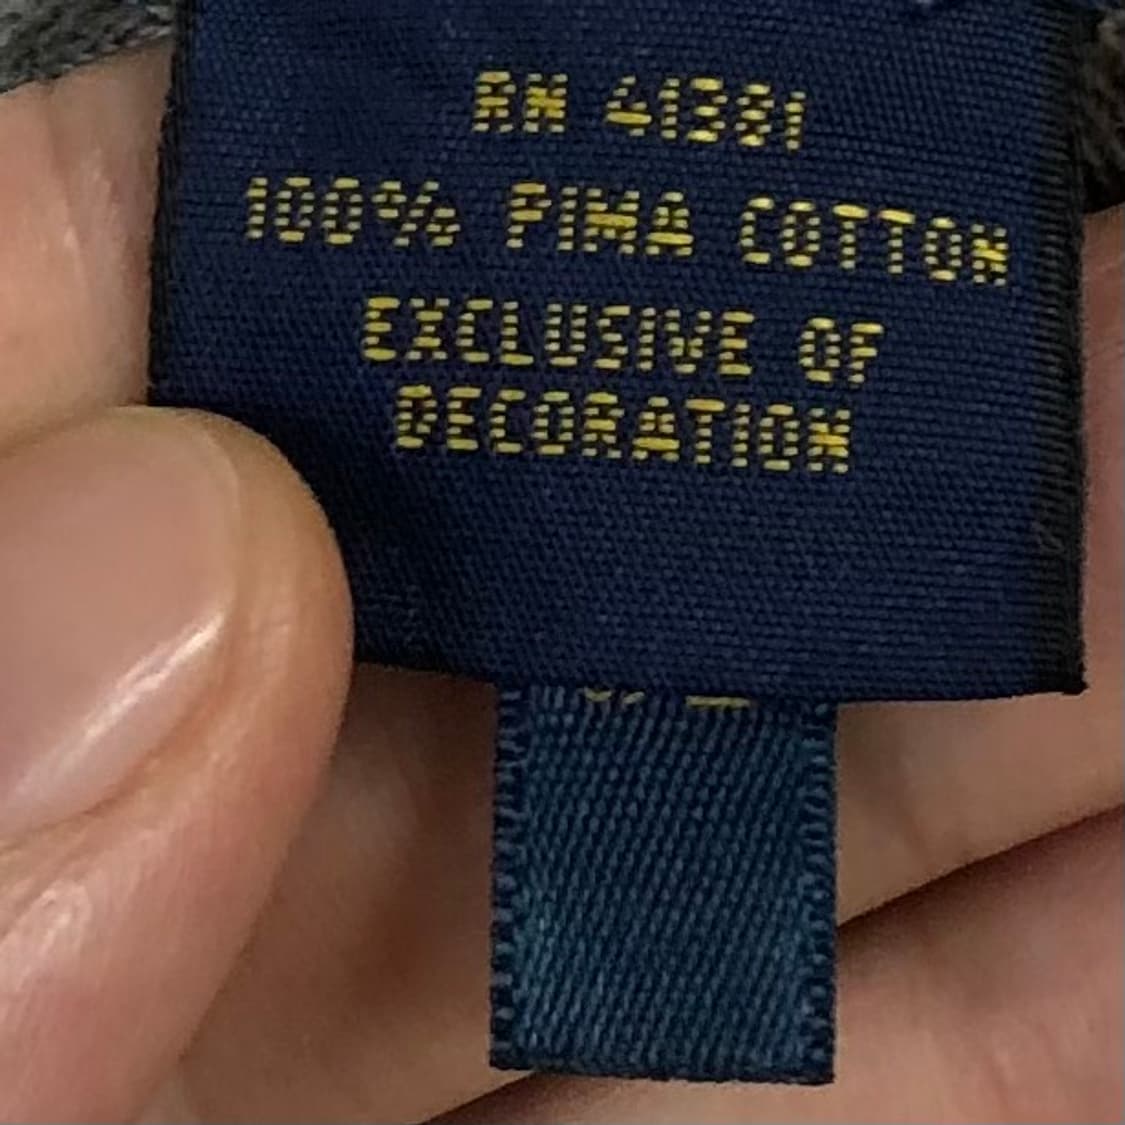 RN 41381
100% PIMA COTTON
EXCLUSIVE OF
DECORATION